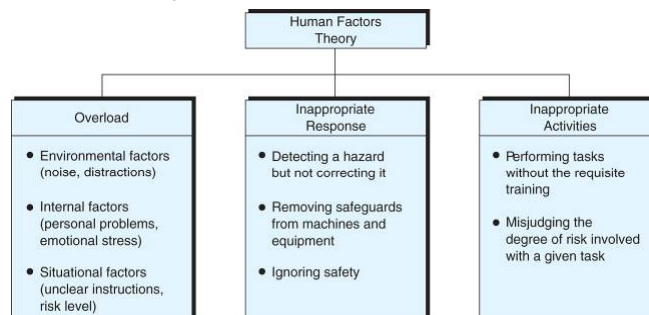 Human Factors
Theory
Overload
● Environmental factors
(noise, distractions)
● Internal factors
(personal problems,
emotional stress)
● Situational factors
(unclear instructions,
risk level)
Inappropriate
Response
● Detecting a hazard
but not correcting it
● Removing safeguards
from machines and
equipment
● Ignoring safety
Inappropriate
Activities
● Performing tasks
without the requisite
training
● Misjudging the
degree of risk involved
with a given task